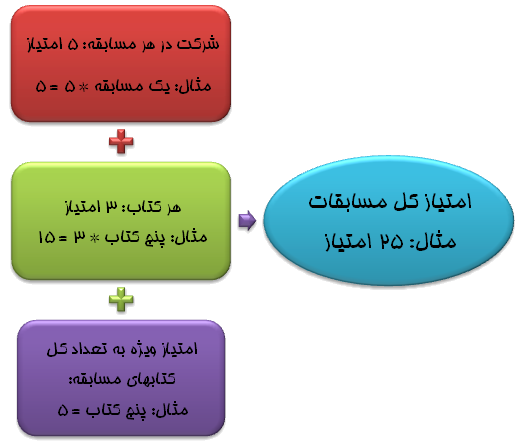 شرکت در هر مسابقه: ۵ امتیاز
مثال: یک مسابقه * ۵ = ۵
هر کتاب: ۳ امتیاز
مثال: پنج کتاب * ۳ = ۱۵
امتیاز ویژه به تعداد کل
کتابهای مسابقه:
مثال: پنج کتاب = ۵
امتیاز کل مسابقات
مثال: ۲۵ امتیاز